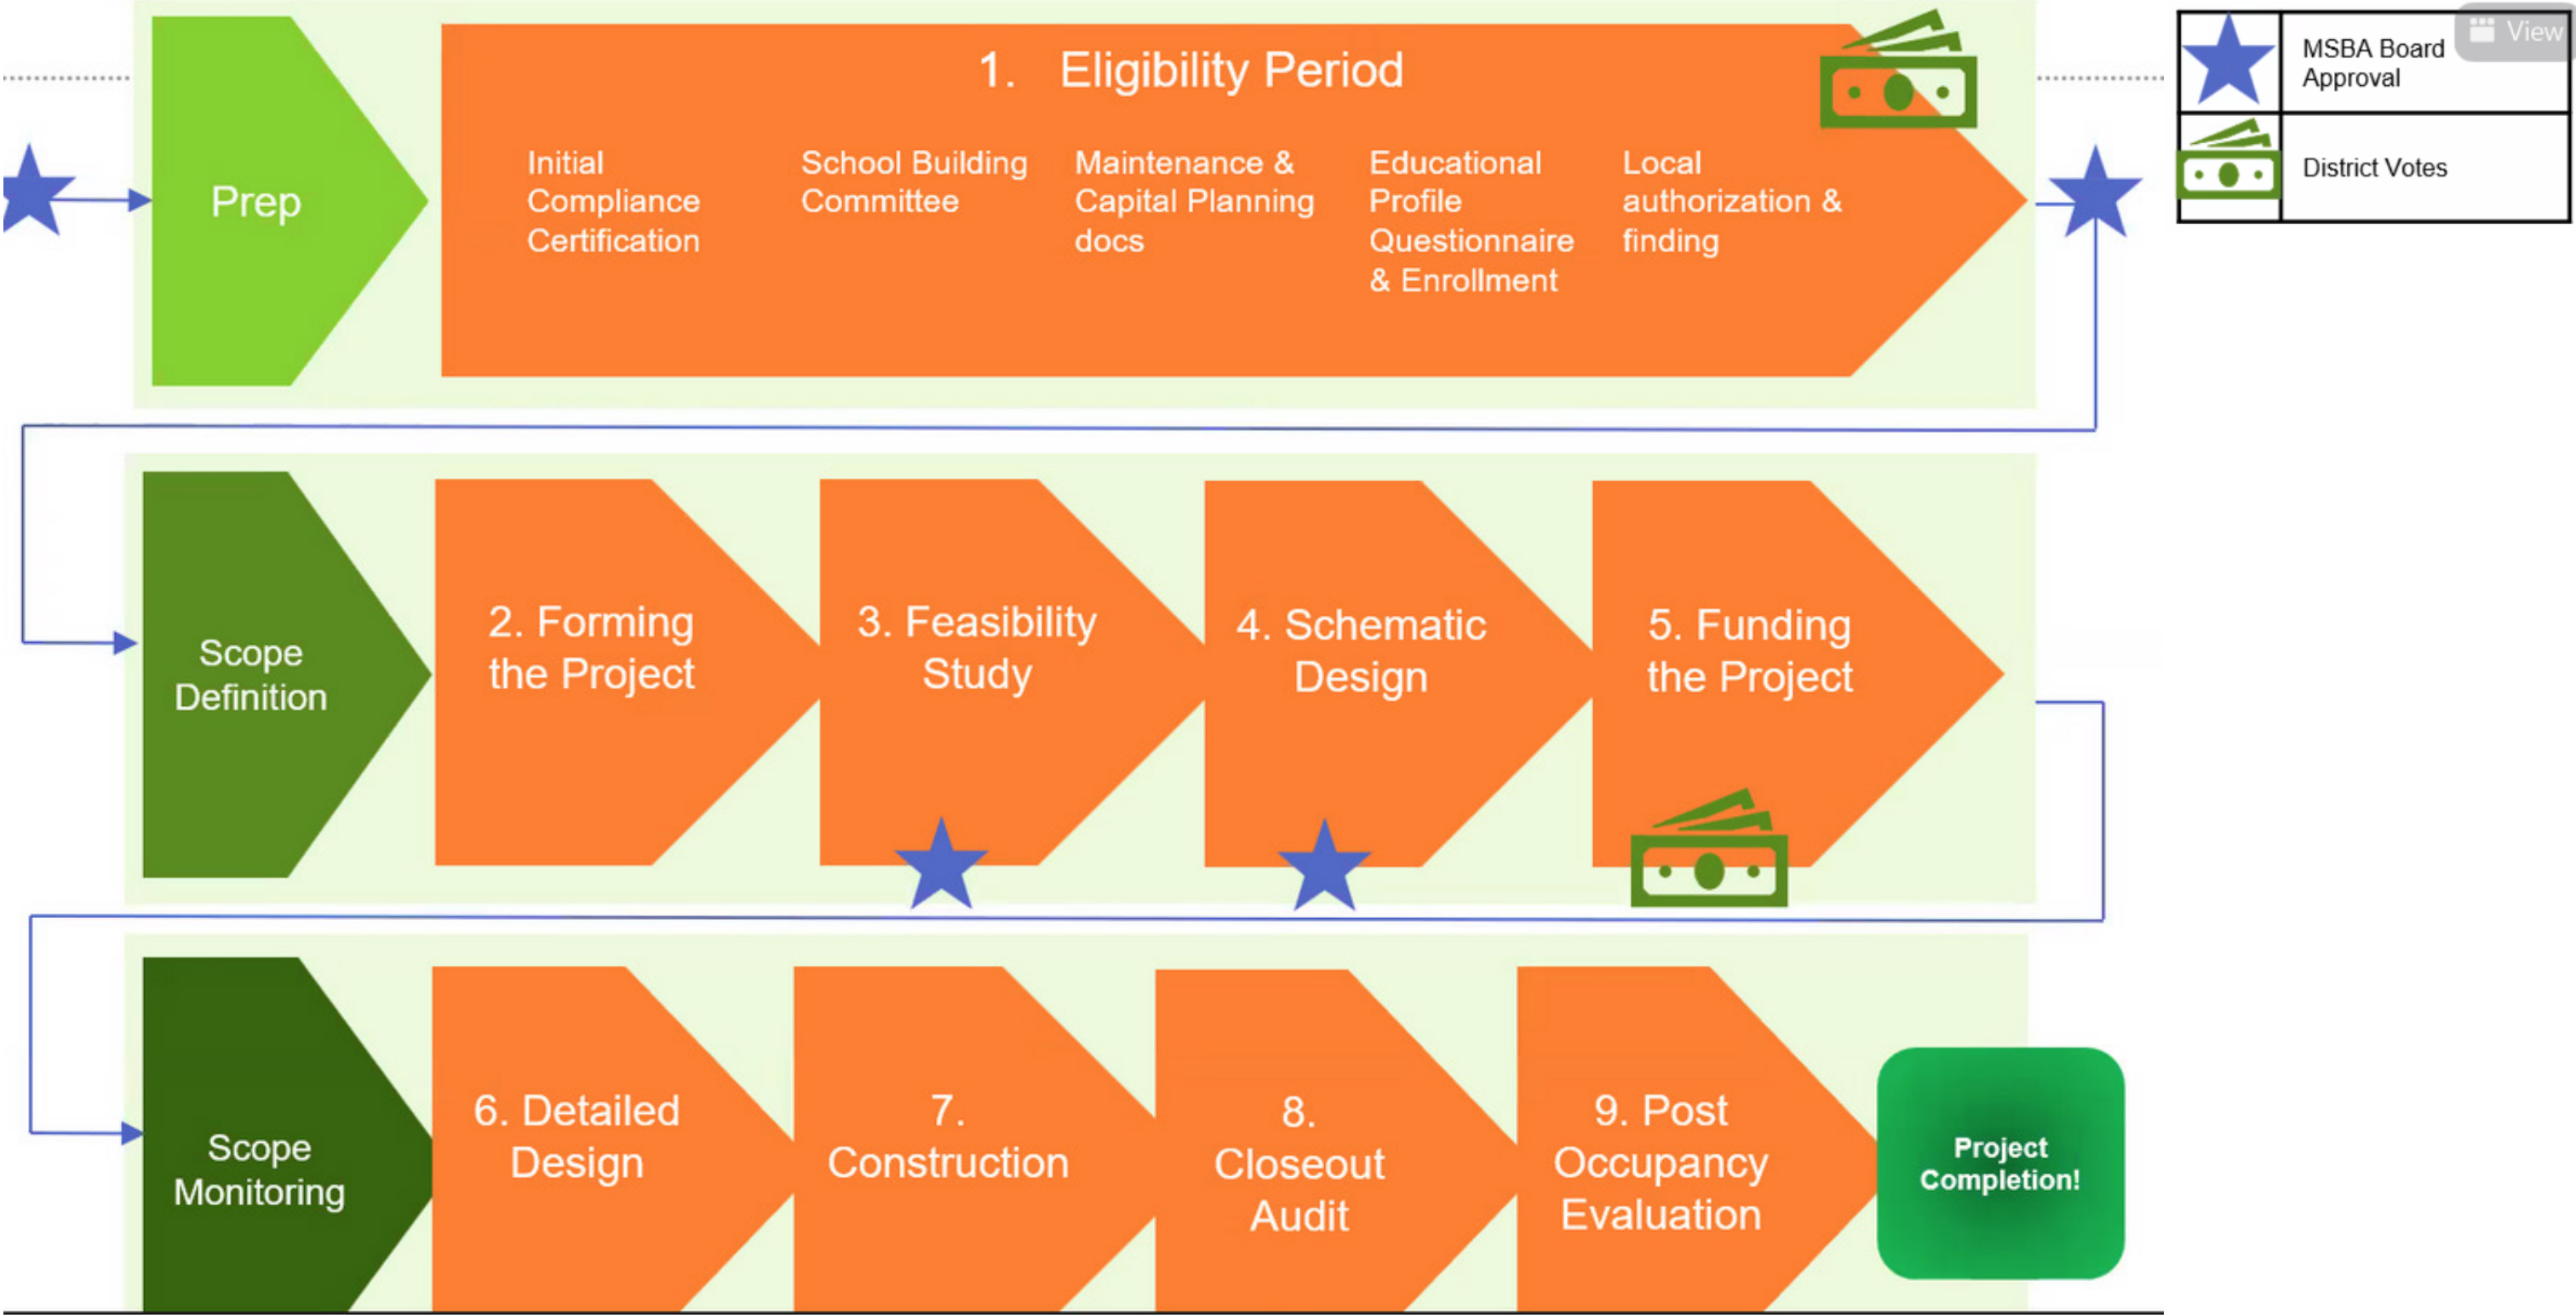 Prep
1. Eligibility Period
Initial
Compliance
Certification
School Building
Committee
Maintenance &
Capital Planning
docs
Educational
Profile
Questionnaire
& Enrollment
Local
authorization &
finding
MSBA Board
Approval
View
District Votes
Scope
Definition
2. Forming
the Project
3. Feasibility
Study
4. Schematic
Design
5. Funding
the Project
Scope
Monitoring
6. Detailed
Design
7.
Construction
8.
Closeout
Audit
9. Post
Occupancy
Evaluation
Project
Completion!